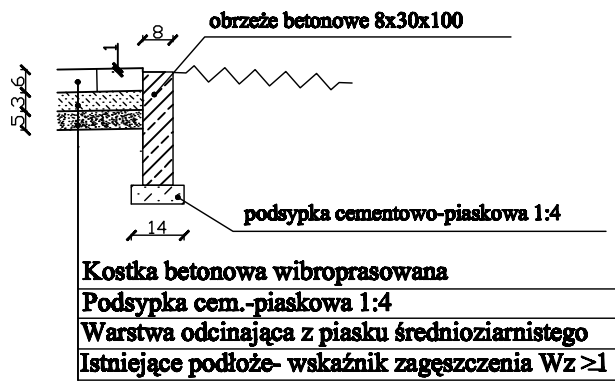 obrzeże betonowe 8x30x100
8
1
5 3 6
podsypka cementowo-piaskowa 1:4
14
Kostka betonowa wibroprasowana
Podsypka cem.-piaskowa 1:4
Warstwa odcinająca z piasku średnioziarnistego
Istniejące podłoże- wskaźnik zagęszczenia Wz ≥1